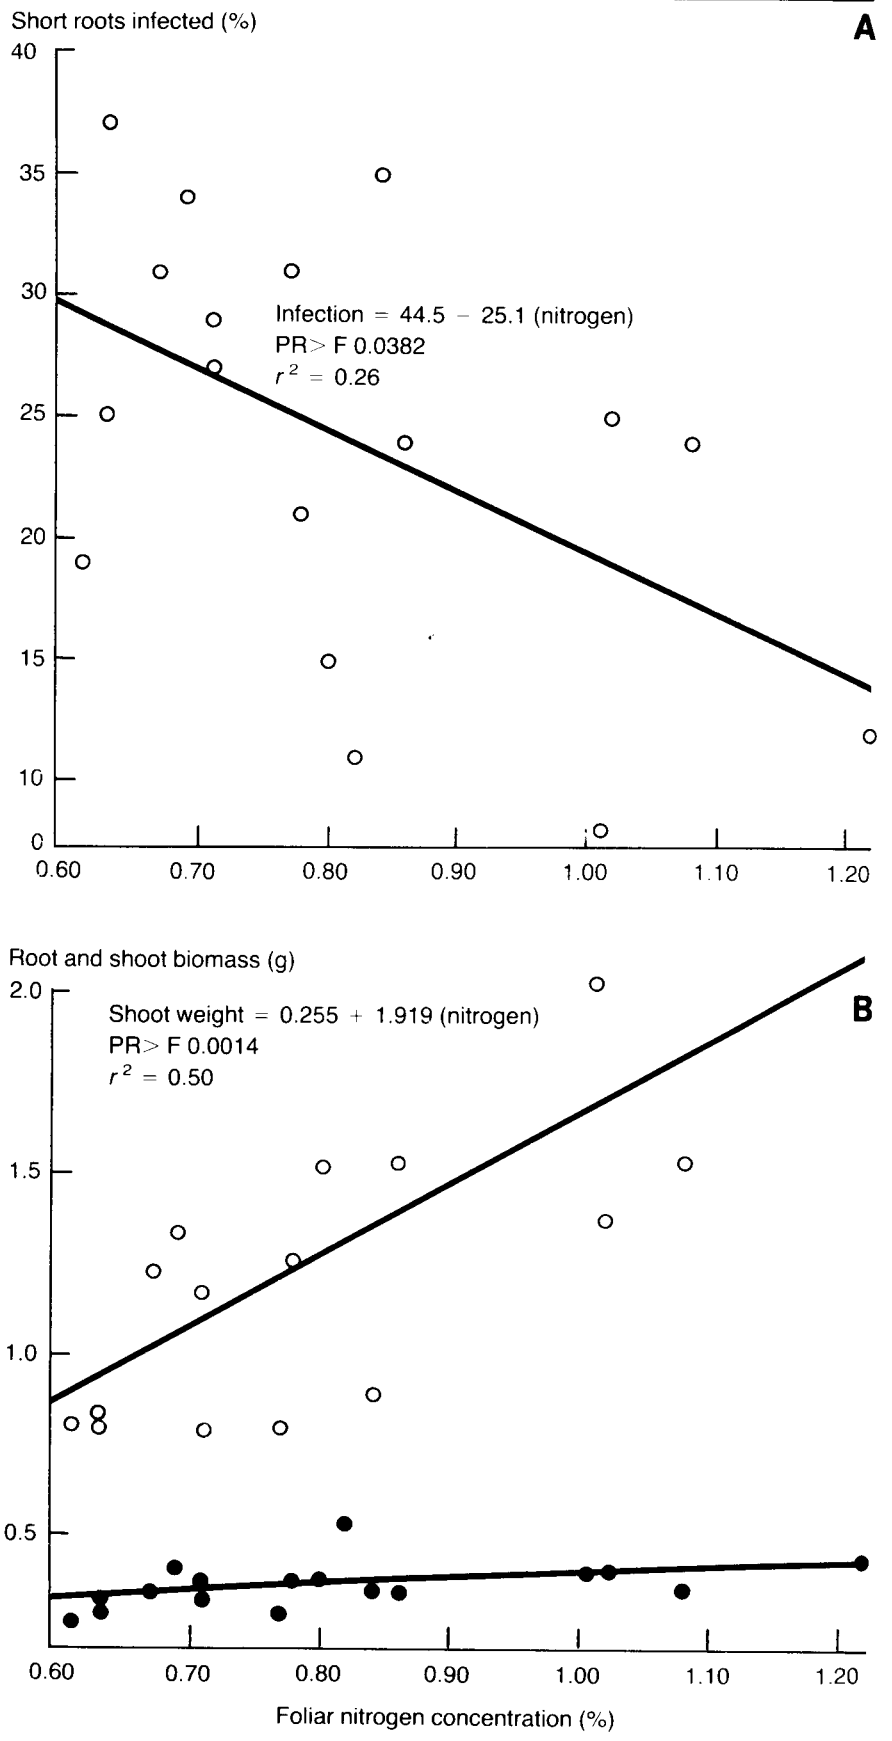 Short roots infected (%)
A
40
35
30
25
20
15
10
0
Infection = 44.5 − 25.1 (nitrogen)
PR> F 0.0382
r² = 0.26
0.60 0.70 0.80 0.90 1.00 1.10 1.20
Root and shoot biomass (g)
B
2.0
1.5
1.0
0.5
Shoot weight = 0.255 + 1.919 (nitrogen)
PR> F 0.0014
r² = 0.50
0.60 0.70 0.80 0.90 1.00 1.10 1.20
Foliar nitrogen concentration (%)